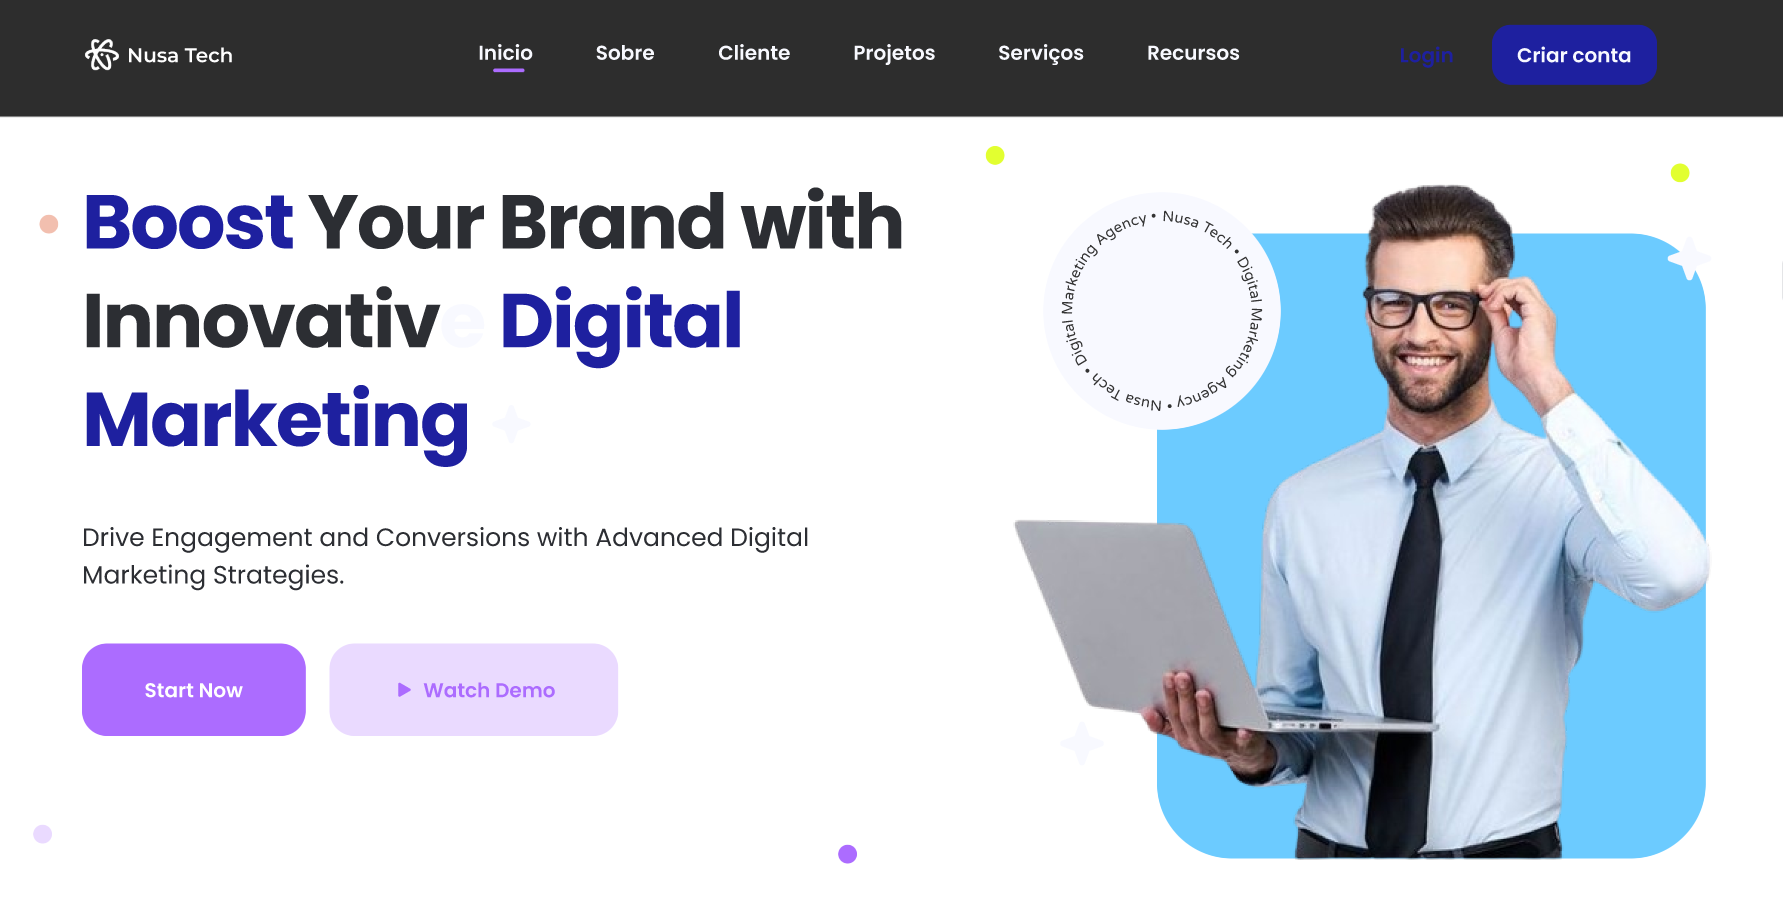 Nusa Tech
Inicio
Sobre
Cliente
Projetos
Serviços
Recursos
Login
Criar conta
Boost Your Brand with
Innovative Digital
Marketing
Drive Engagement and Conversions with Advanced Digital
Marketing Strategies.
Start Now
Watch Demo
Nusa Tech • Digital Marketing Agency • Nusa Tech • Digital Marketing Agency •